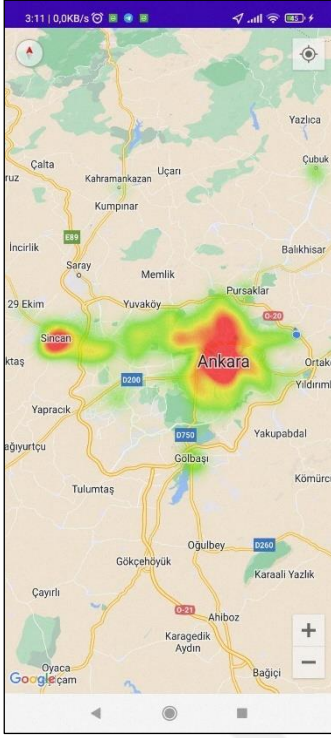 3:11 | 0,0KB/s
Yazlıca
Çalta
Uçarı
Çubuk
ruz
Kahramankazan
Kumpınar
E89
İncirlik
Balıkhisar
Saray
Memlik
Pursaklar
29 Ekim
Yuvaköy
O-20
Sincan
Ankara
ktaş
Ortak
D200
Yıldırıml
Yapracık
D750
Yakupabdal
ağıyurtçu
Gölbaşı
Tulumtaş
Kömürc
Oğulbey
D260
Gökçehöyük
Karaali Yazlık
Çayırlı
O-21
Ahiboz
Karagedik
Aydın
+
−
Oyaca
Google
çam
Bağiçi